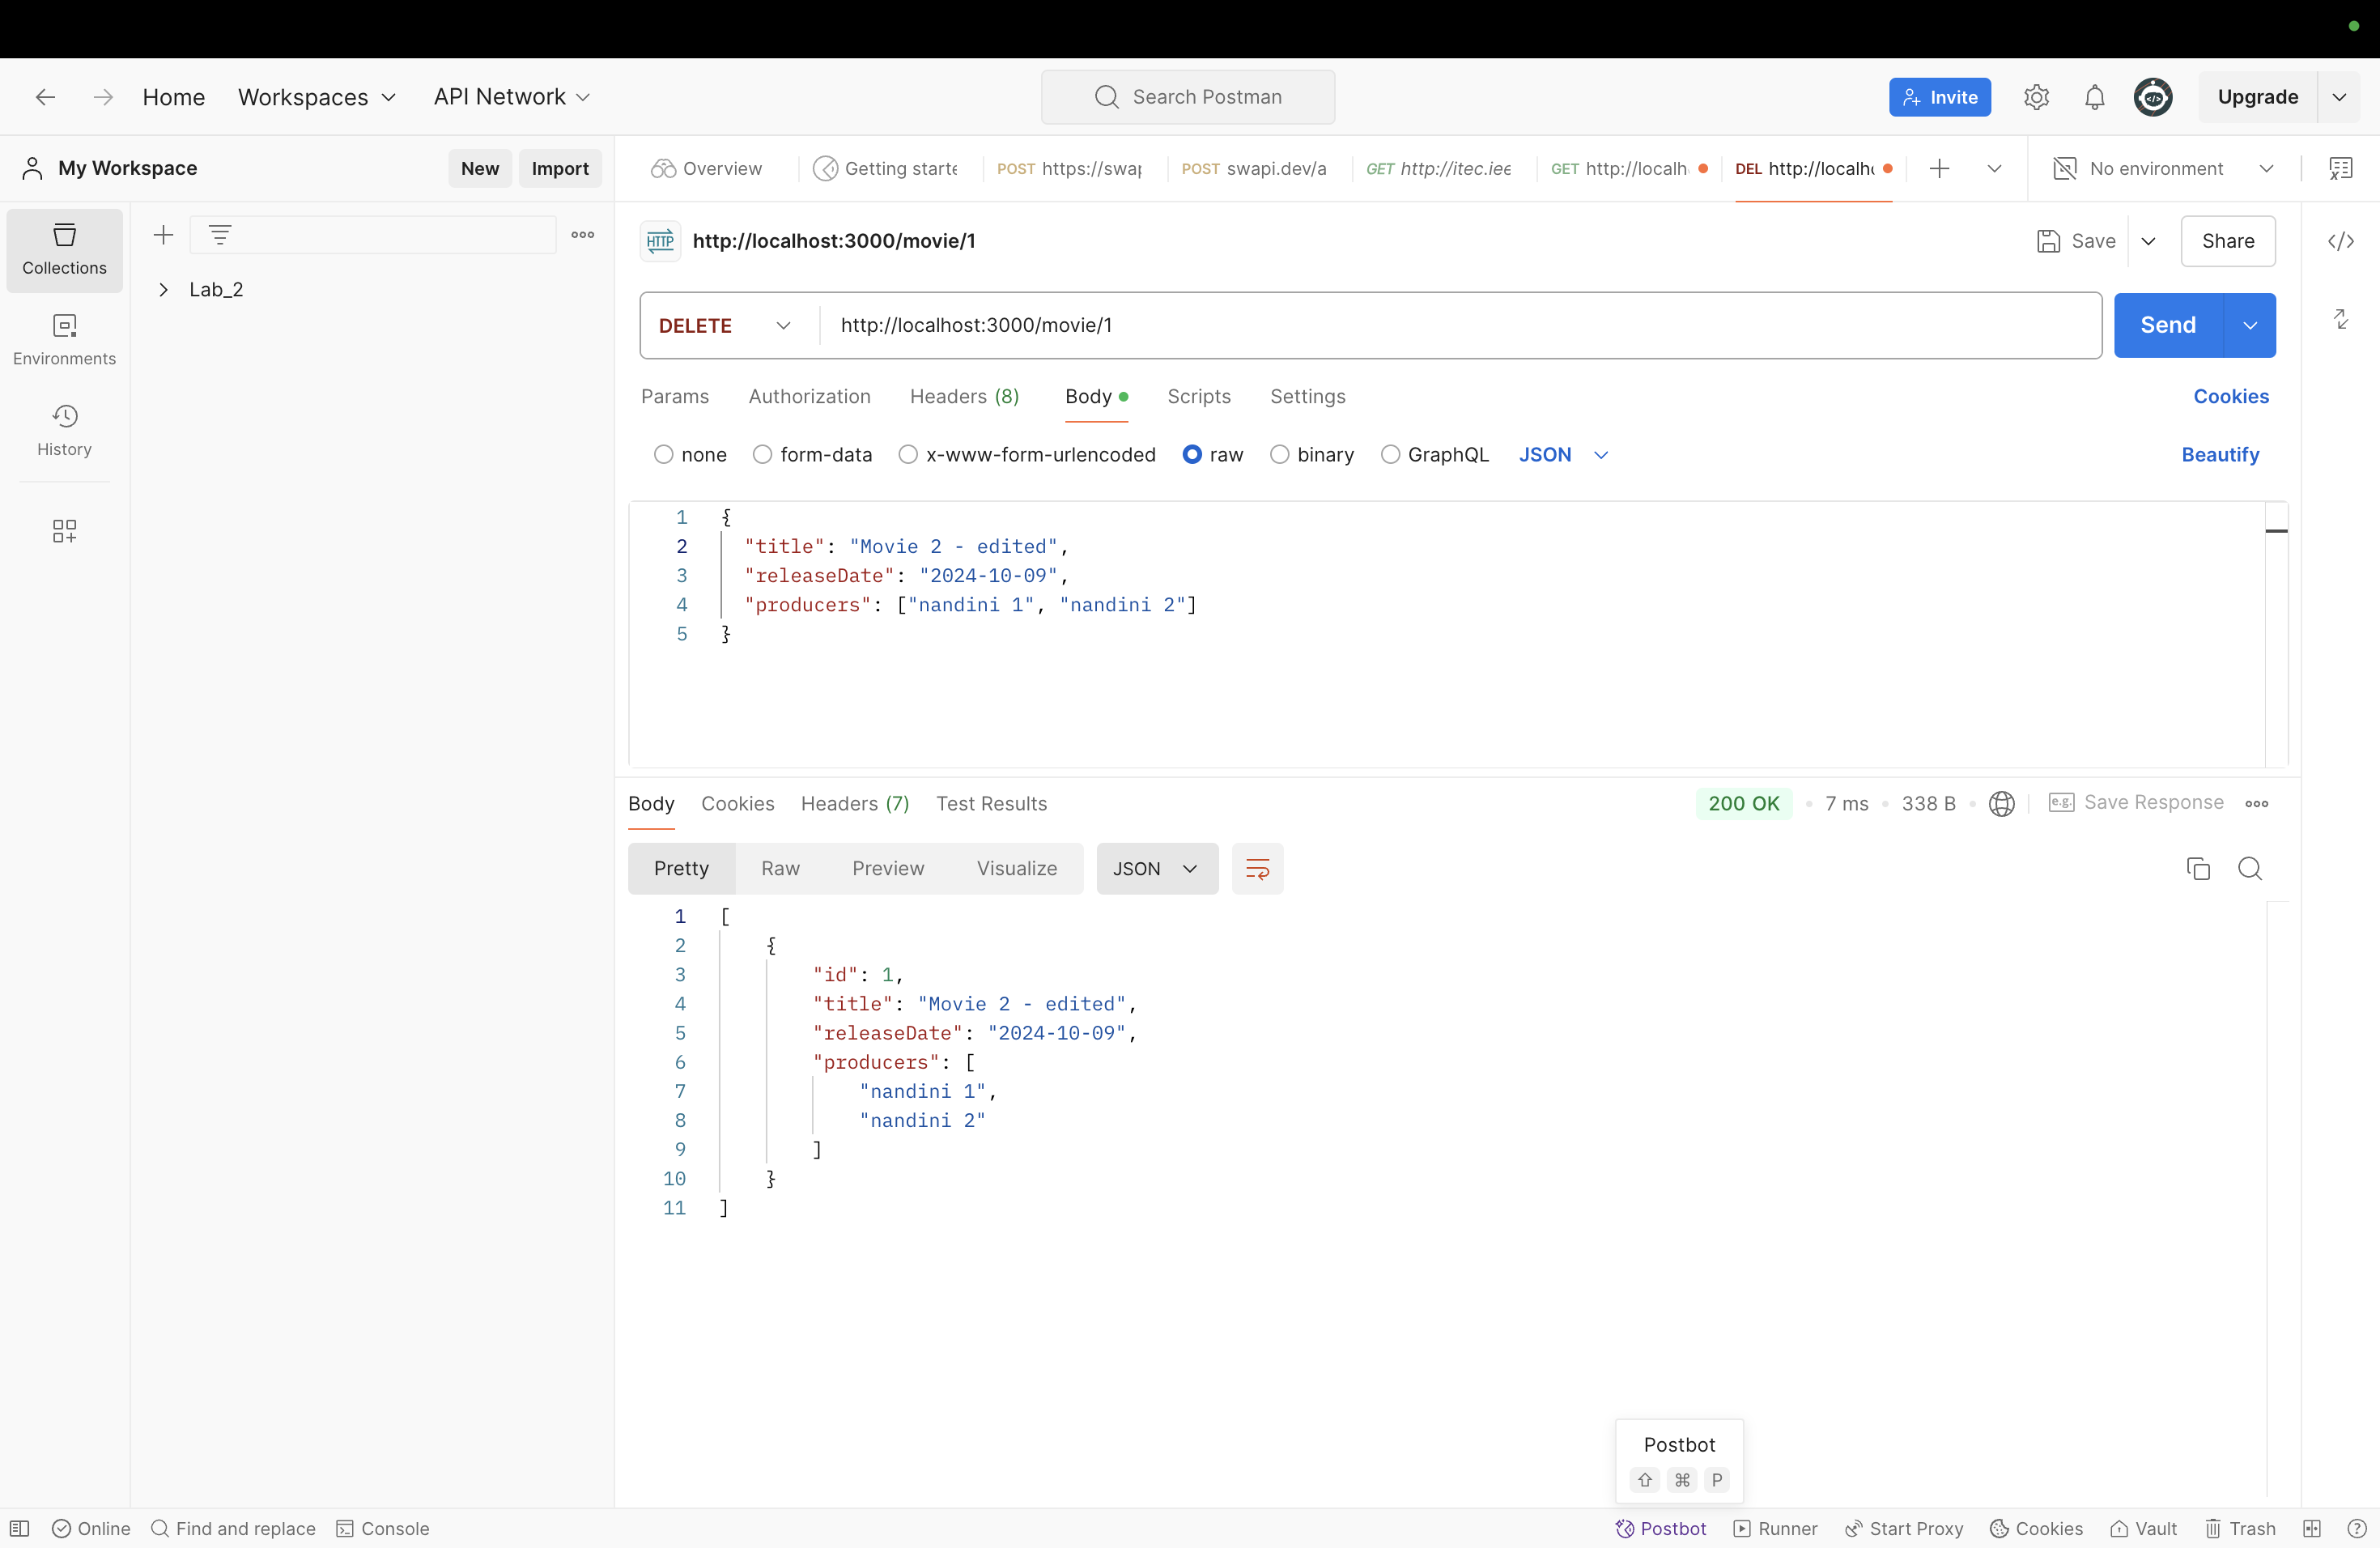 Home Workspaces API Network Search Postman Invite Upgrade
My Workspace New Import Overview Getting starte POST https://swap POST swapi.dev/a GET http://itec.iee GET http://localh DEL http://localho No environment
Collections
Environments
History
Lab_2
HTTP http://localhost:3000/movie/1 Save Share
DELETE http://localhost:3000/movie/1 Send
Params Authorization Headers (8) Body Scripts Settings Cookies
none form-data x-www-form-urlencoded raw binary GraphQL JSON Beautify
1 {
2 "title": "Movie 2 - edited",
3 "releaseDate": "2024-10-09",
4 "producers": ["nandini 1", "nandini 2"]
5 }
Body Cookies Headers (7) Test Results 200 OK 7 ms 338 B e.g. Save Response
Pretty Raw Preview Visualize JSON
1 [
2 {
3 "id": 1,
4 "title": "Movie 2 - edited",
5 "releaseDate": "2024-10-09",
6 "producers": [
7 "nandini 1",
8 "nandini 2"
9 ]
10 }
11 ]
Postbot
⇧ ⌘ P
Online Find and replace Console Postbot Runner Start Proxy Cookies Vault Trash